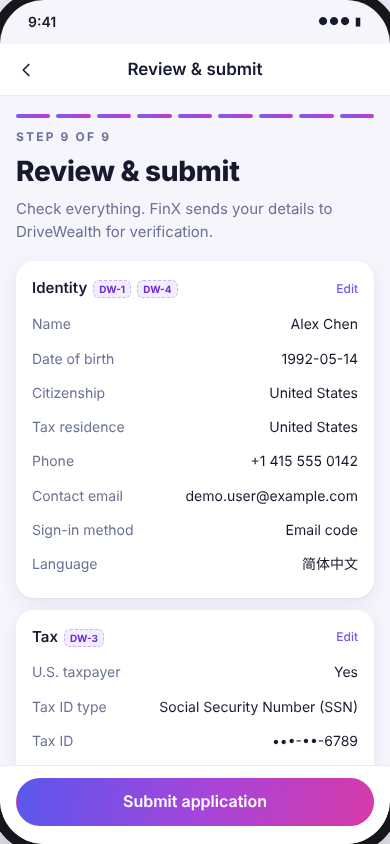 9:41
Review & submit
STEP 9 OF 9
Review & submit
Check everything. FinX sends your details to
DriveWealth for verification.
Identity DW-1 DW-4 Edit
Name Alex Chen
Date of birth 1992-05-14
Citizenship United States
Tax residence United States
Phone +1 415 555 0142
Contact email demo.user@example.com
Sign-in method Email code
Language 简体中文
Tax DW-3 Edit
U.S. taxpayer Yes
Tax ID type Social Security Number (SSN)
Tax ID •••-••-6789
Submit application